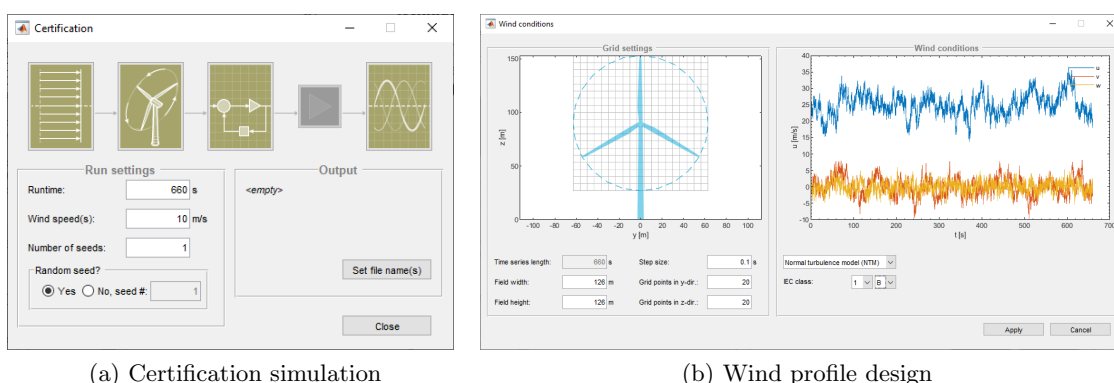 Certification
Run settings
Runtime: 660 s
Wind speed(s): 10 m/s
Number of seeds: 1
Random seed?
Yes No, seed #: 1
Output
<empty>
Set file name(s)
Close
(a) Certification simulation
Wind conditions
Grid settings
150
100
50
0
z [m]
-100 -80 -60 -40 -20 0 20 40 60 80 100
y [m]
Time series length: 660 s Step size: 0.1 s
Field width: 126 m Grid points in y-dir.: 20
Field height: 126 m Grid points in z-dir.: 20
Wind conditions
40
35
30
25
20
15
10
5
0
-5
-10
u [m/s]
u
v
w
0 100 200 300 400 500 600 700
t [s]
Normal turbulence model (NTM)
IEC class: 1 B
Apply Cancel
(b) Wind profile design